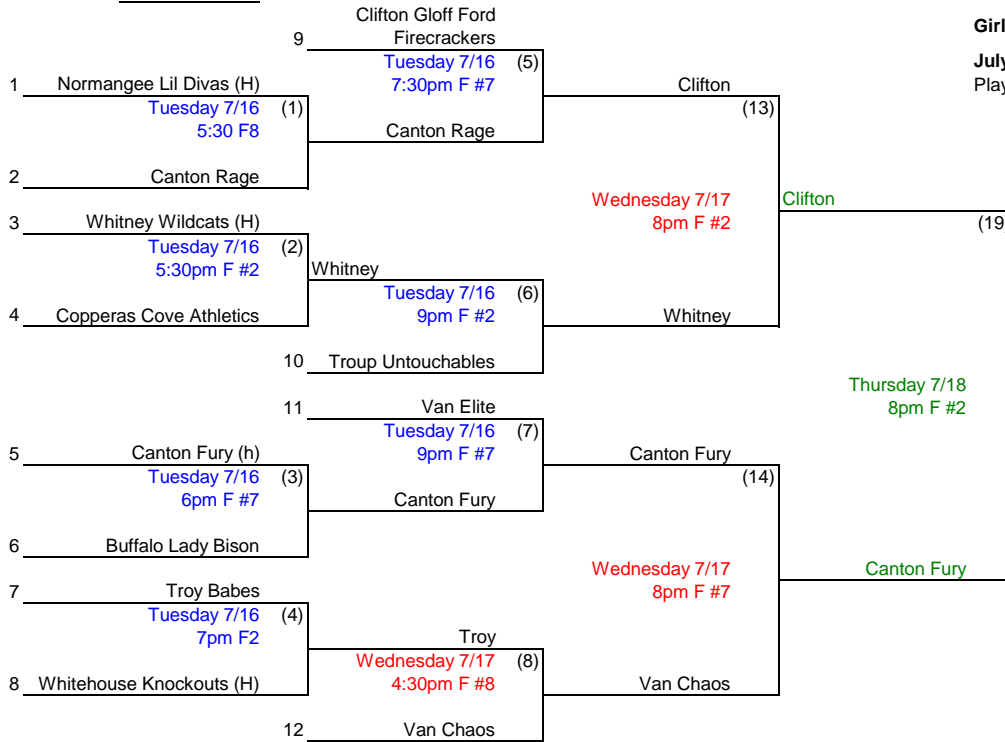 Clifton Gloff Ford
9 Firecrackers
Girl
Tuesday 7/16 (5)
7:30pm F #7
July
Play
1 Normangee Lil Divas (H)
Clifton
Tuesday 7/16 (1)
5:30 F8
(13)
Canton Rage
2 Canton Rage
Wednesday 7/17
8pm F #2
Clifton
(19)
3 Whitney Wildcats (H)
Tuesday 7/16 (2)
5:30pm F #2
Whitney
Tuesday 7/16 (6)
9pm F #2
4 Copperas Cove Athletics
Whitney
10 Troup Untouchables
Thursday 7/18
8pm F #2
11 Van Elite
Tuesday 7/16 (7)
9pm F #7
5 Canton Fury (h)
Canton Fury
Tuesday 7/16 (3)
6pm F #7
(14)
Canton Fury
6 Buffalo Lady Bison
Wednesday 7/17
8pm F #7
Canton Fury
7 Troy Babes
Tuesday 7/16 (4)
7pm F2
Troy
Wednesday 7/17 (8)
4:30pm F #8
8 Whitehouse Knockouts (H)
Van Chaos
12 Van Chaos